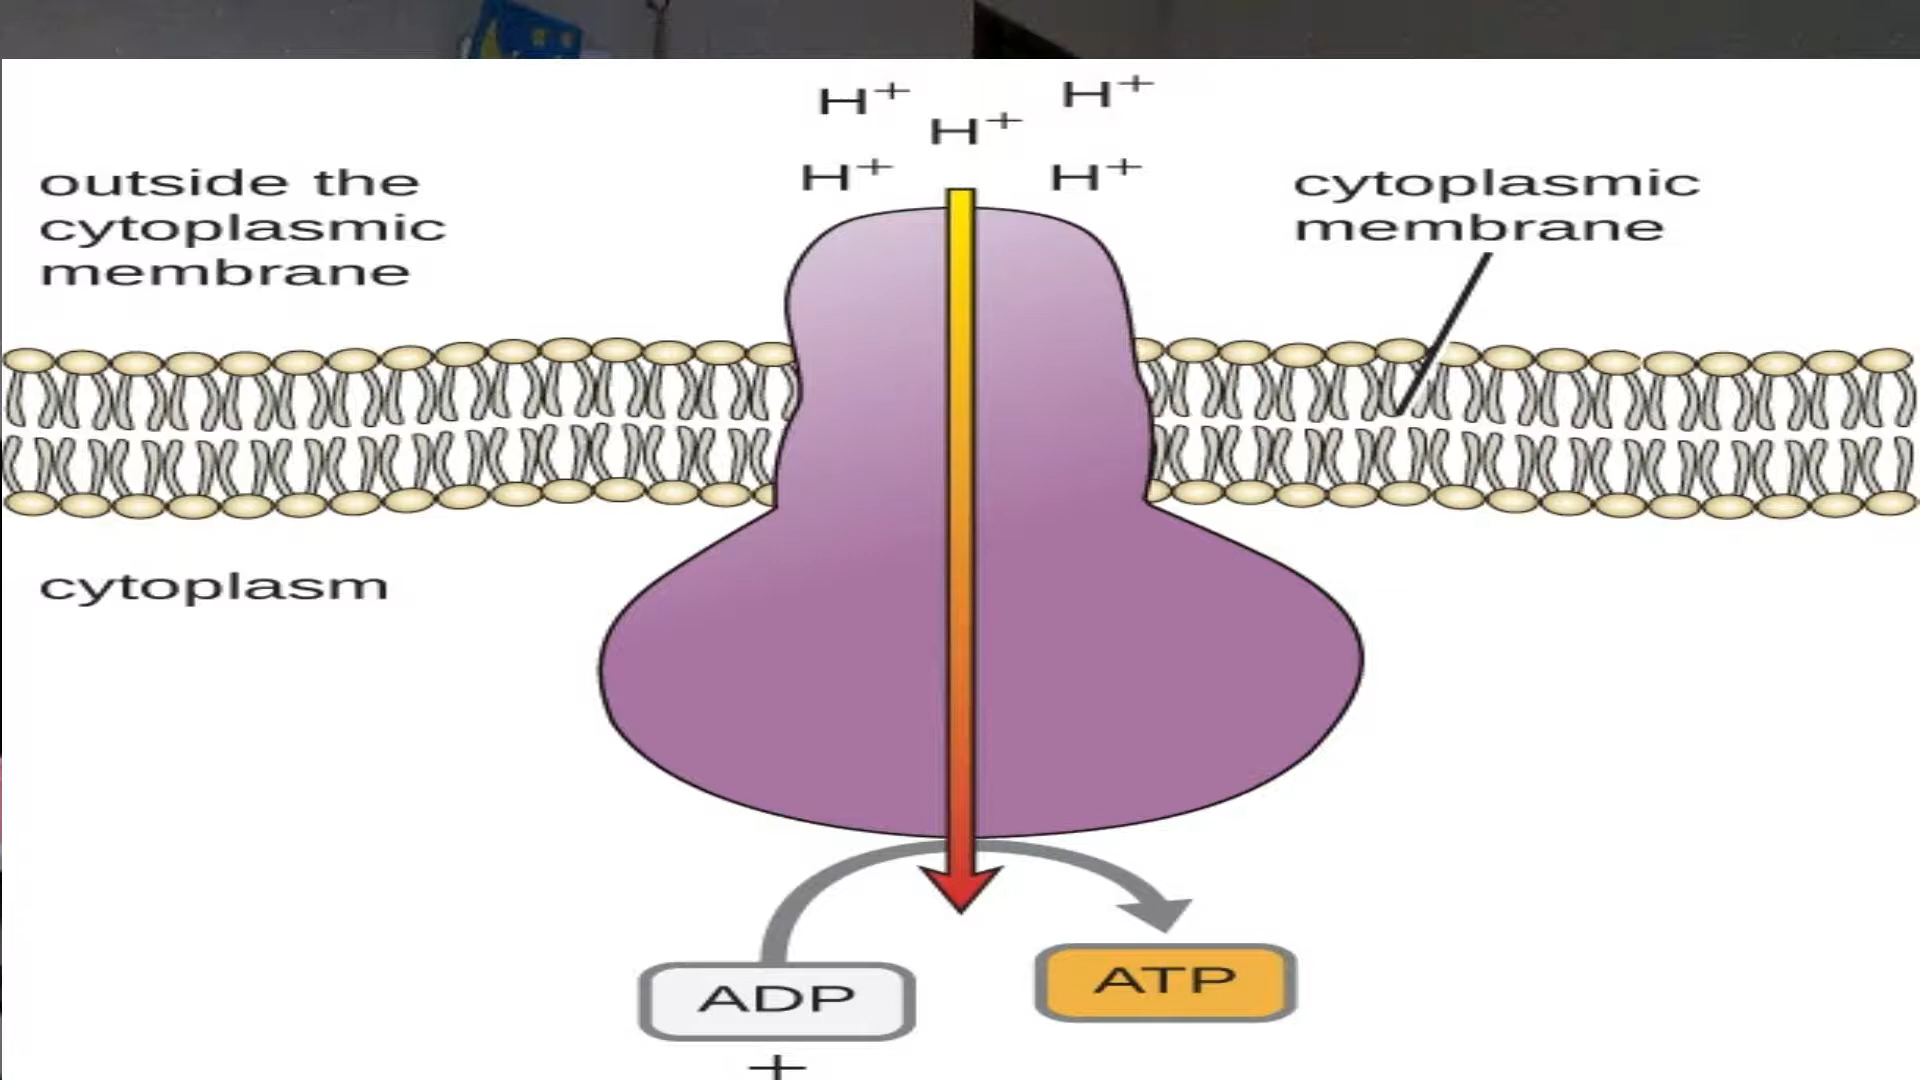 H⁺ H⁺
H⁺
H⁺ H⁺
outside the
cytoplasmic
membrane
cytoplasmic
membrane
cytoplasm
ADP
ATP
+